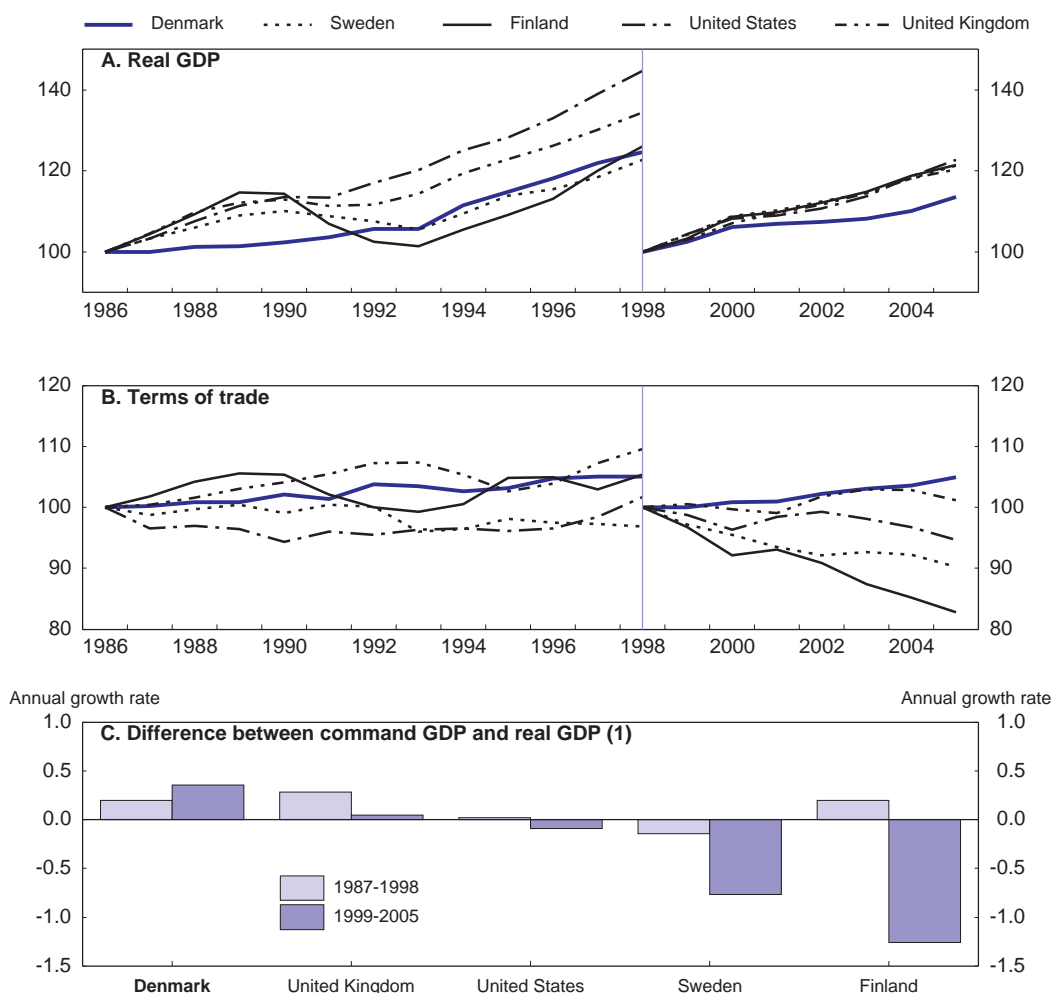 Denmark Sweden Finland United States United Kingdom
A. Real GDP
140 140
120 120
100 100
1986 1988 1990 1992 1994 1996 1998 2000 2002 2004
120 120
B. Terms of trade
110 110
100 100
90 90
80 80
1986 1988 1990 1992 1994 1996 1998 2000 2002 2004
Annual growth rate Annual growth rate
1.0 1.0
C. Difference between command GDP and real GDP (1)
0.5 0.5
0.0 0.0
-0.5 -0.5
1987-1998
-1.0 -1.0
1999-2005
-1.5 -1.5
Denmark United Kingdom United States Sweden Finland